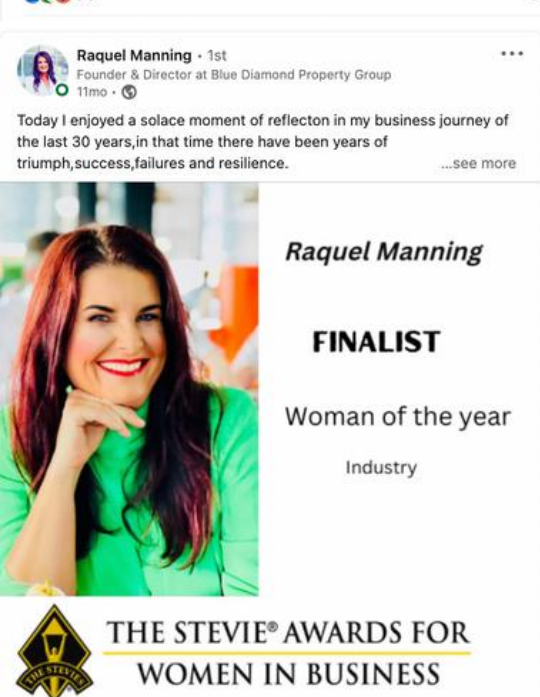 Raquel Manning • 1st
Founder & Director at Blue Diamond Property Group
11mo •
Today I enjoyed a solace moment of reflecton in my business journey of
the last 30 years,in that time there have been years of
triumph,success,failures and resilience. ...see more
Raquel Manning
FINALIST
Woman of the year
Industry
THE STEVIE® AWARDS FOR
WOMEN IN BUSINESS
THE STEVIES